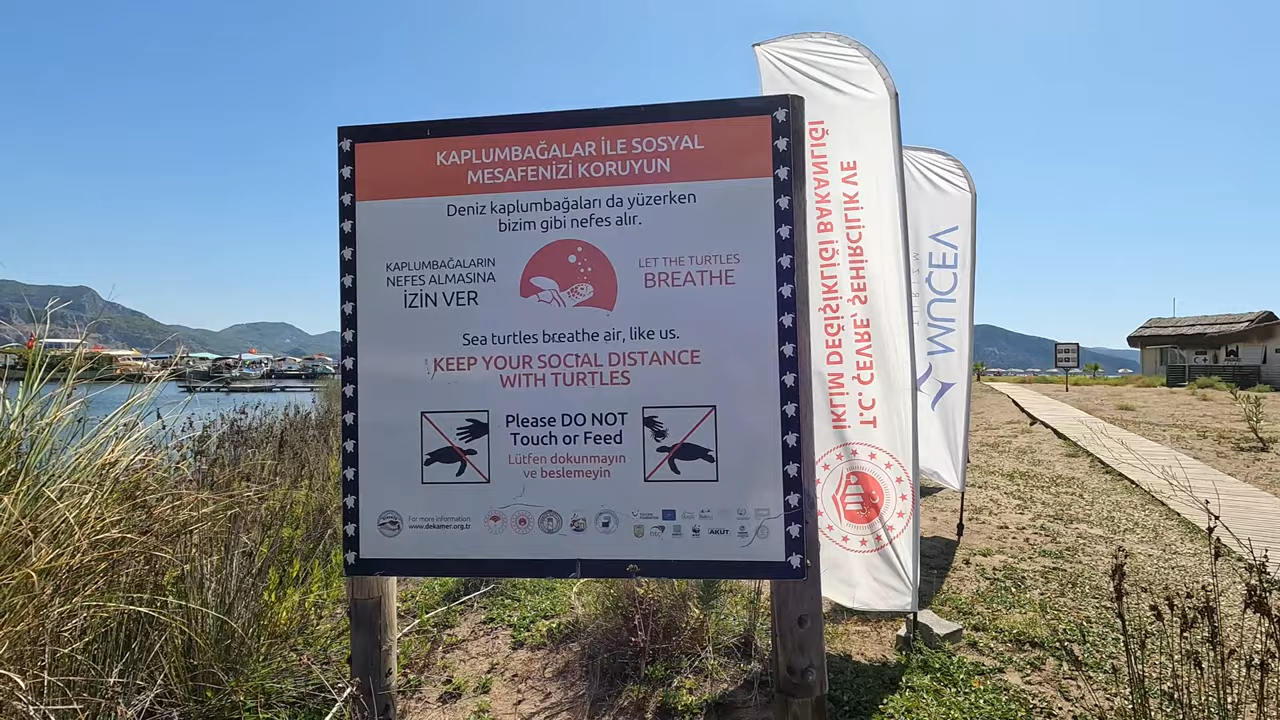 KAPLUMBAĞALAR İLE SOSYAL
MESAFENİZİ KORUYUN
Deniz kaplumbağaları da yüzerken
bizim gibi nefes alır.
KAPLUMBAĞALARIN
NEFES ALMASINA
İZİN VER
LET THE TURTLES
BREATHE
Sea turtles breathe air, like us.
KEEP YOUR SOCIAL DISTANCE
WITH TURTLES
Please DO NOT
Touch or Feed
Lütfen dokunmayın
ve beslemeyin
For more information
www.dekamer.org.tr
AKUT
T.C. ÇEVRE, ŞEHİRCİLİK VE
İKLİM DEĞİŞİKLİĞİ BAKANLIĞI
MUÇEV
TURİZM